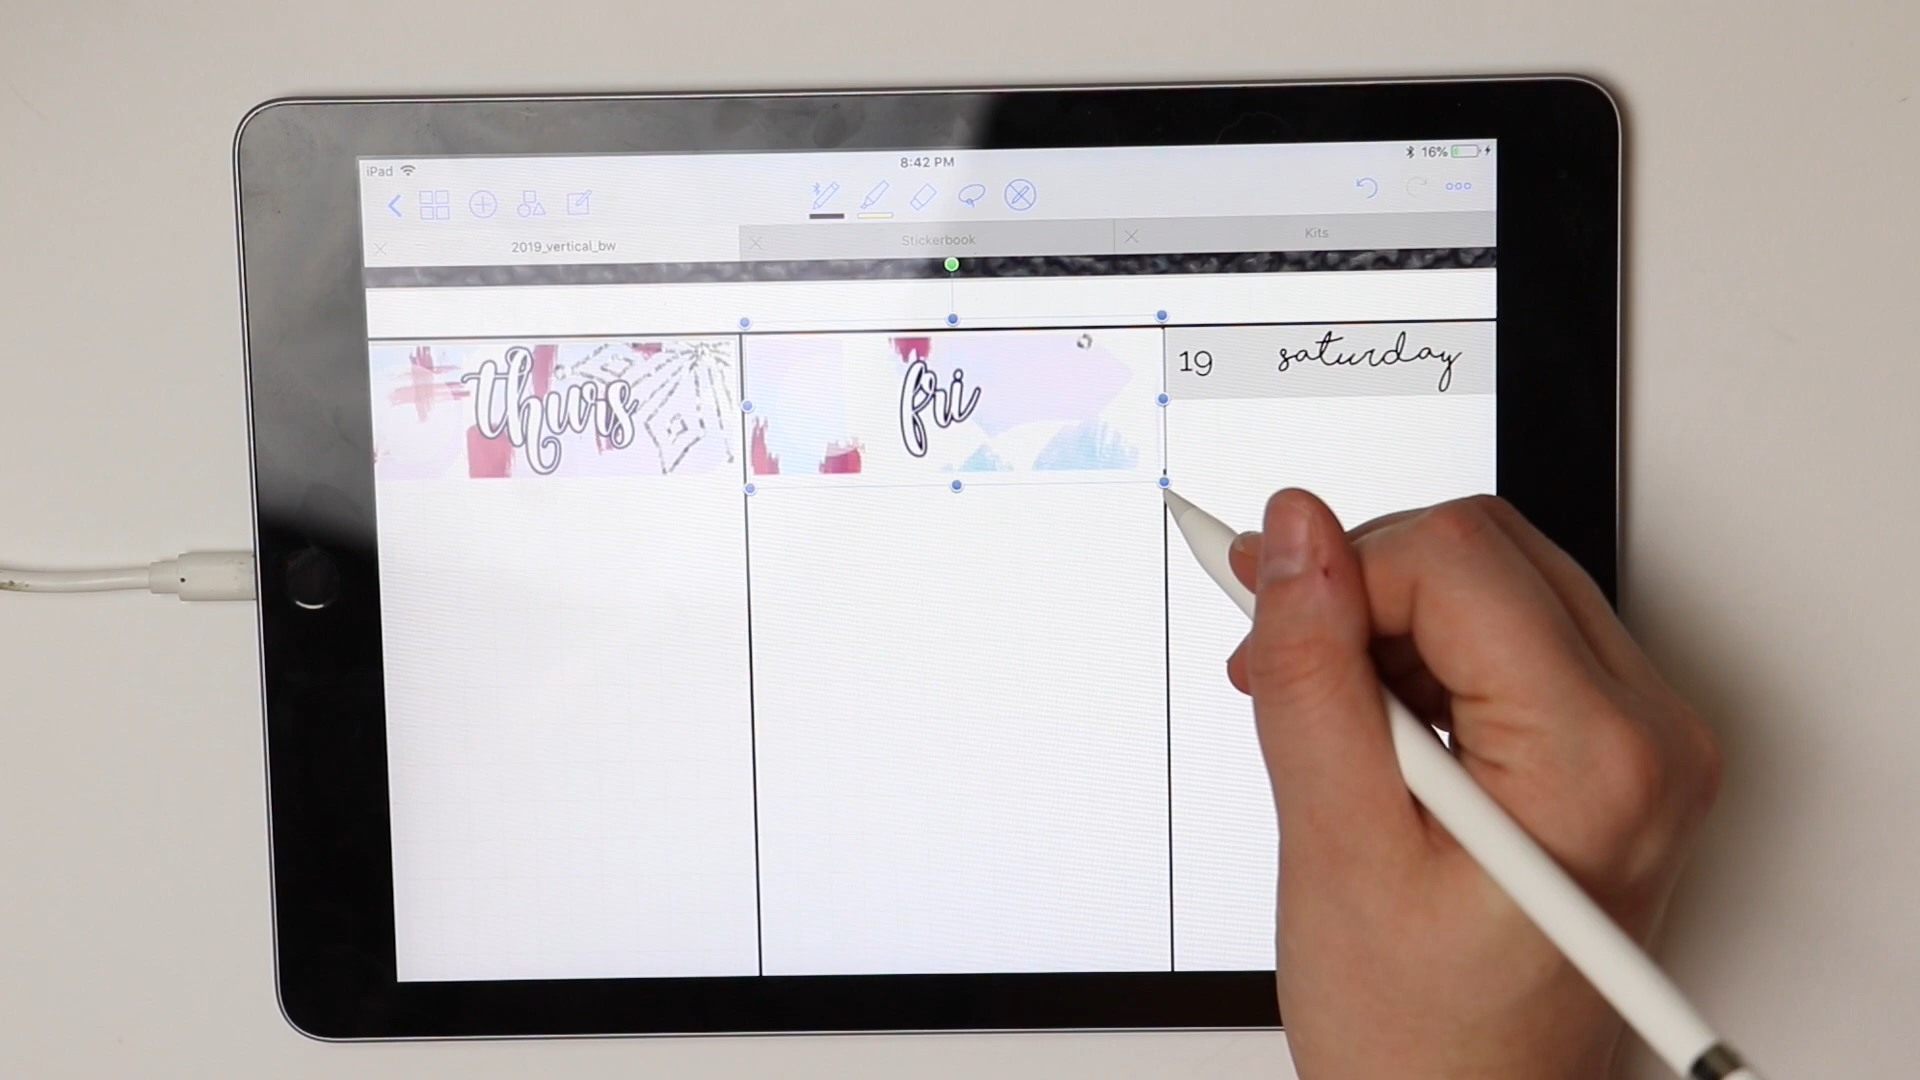 iPad
8:42 PM
16%
2019_vertical_bw
Stickerbook
Kits
thurs
fri
19 saturday